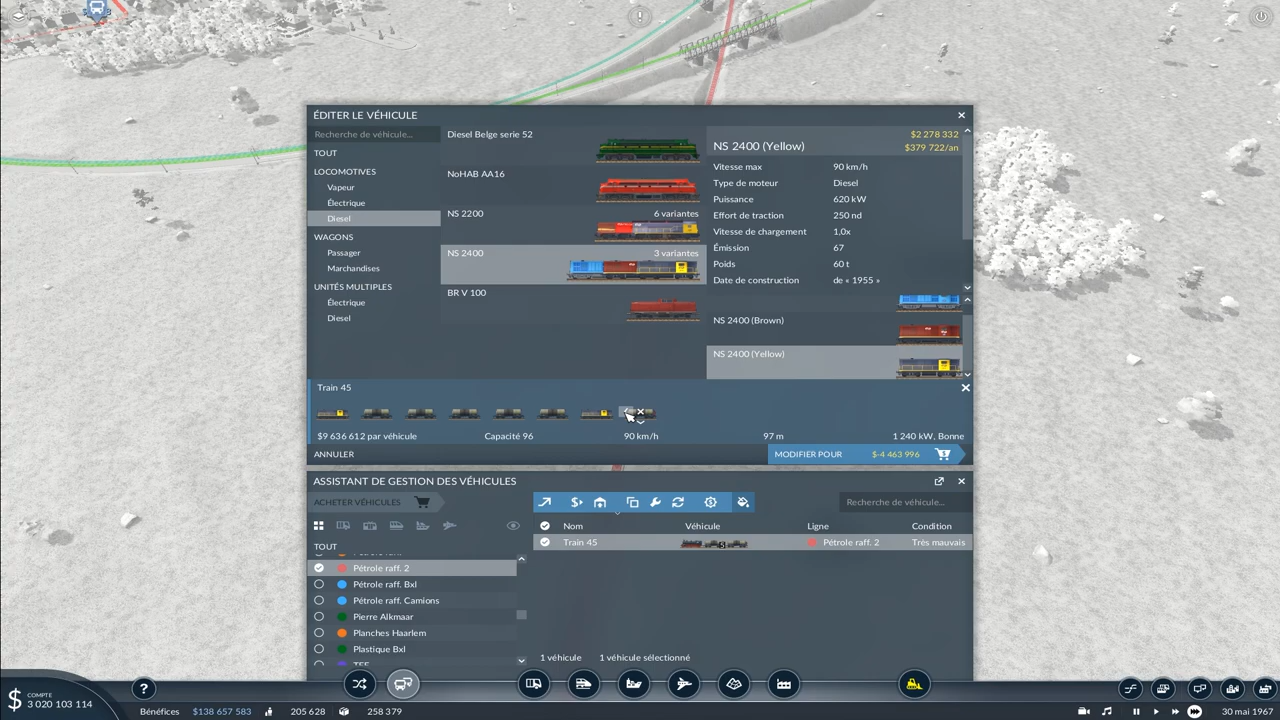 ÉDITER LE VÉHICULE
Recherche de véhicule...
TOUT
LOCOMOTIVES
Vapeur
Électrique
Diesel
WAGONS
Passager
Marchandises
UNITÉS MULTIPLES
Électrique
Diesel
Diesel Belge serie 52
NoHAB AA16
NS 2200 6 variantes
NS 2400 3 variantes
BR V 100
$2 278 332
NS 2400 (Yellow) $379 722/an
Vitesse max 90 km/h
Type de moteur Diesel
Puissance 620 kW
Effort de traction 250 nd
Vitesse de chargement 1,0x
Émission 67
Poids 60 t
Date de construction de « 1955 »
NS 2400 (Brown)
NS 2400 (Yellow)
Train 45
$9 636 612 par véhicule Capacité 96 90 km/h 97 m 1 240 kW, Bonne
ANNULER MODIFIER POUR $-4 463 996
ASSISTANT DE GESTION DES VÉHICULES
ACHETER VÉHICULES
Recherche de véhicule...
TOUT
Pétrole raff. 2
Pétrole raff. Bxl
Pétrole raff. Camions
Pierre Alkmaar
Planches Haarlem
Plastique Bxl
TEE
Nom Véhicule Ligne Condition
Train 45 5 Pétrole raff. 2 Très mauvais
1 véhicule 1 véhicule sélectionné
COMPTE
$ 3 020 103 114
?
Bénéfices $138 657 583 205 628 258 379
30 mai 1967